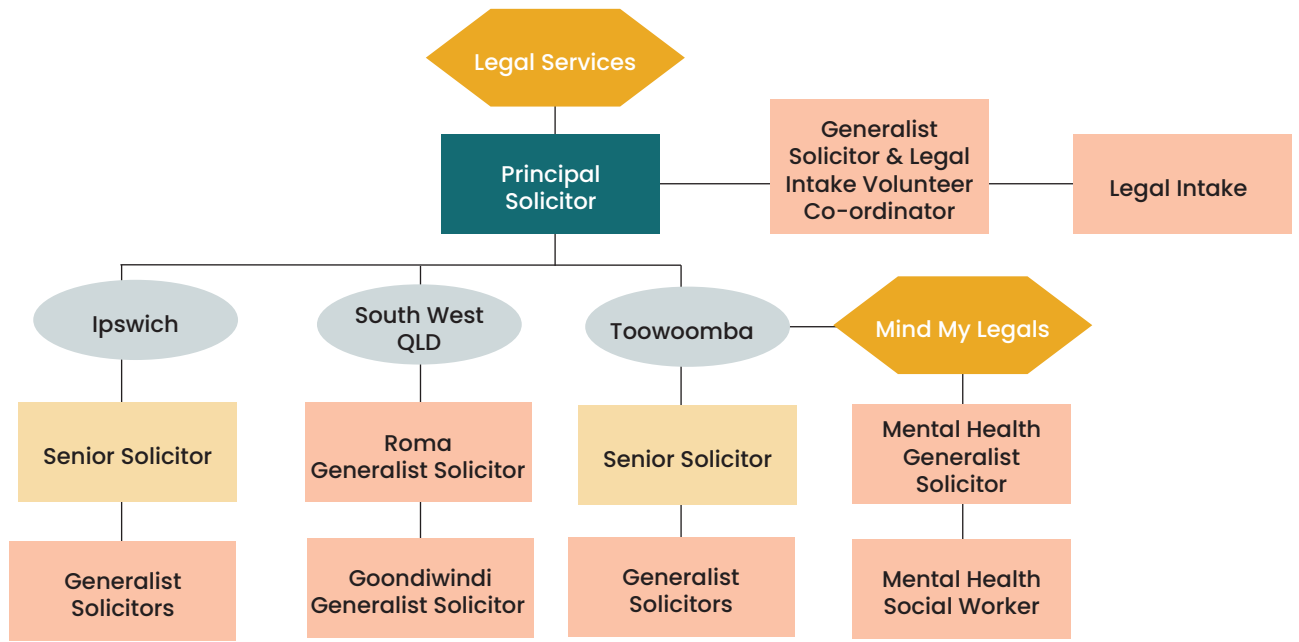 Legal Services
Principal
Solicitor
Generalist
Solicitor & Legal
Intake Volunteer
Co-ordinator
Legal Intake
Ipswich
South West
QLD
Toowoomba
Mind My Legals
Senior Solicitor
Roma
Generalist Solicitor
Senior Solicitor
Mental Health
Generalist
Solicitor
Generalist
Solicitors
Goondiwindi
Generalist Solicitor
Generalist
Solicitors
Mental Health
Social Worker